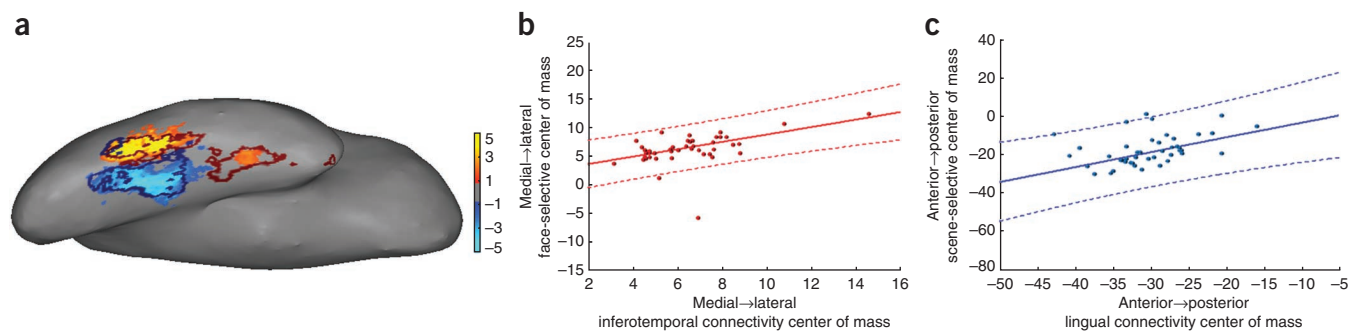 a
5
3
1
−1
−3
−5
b
25
20
15
10
5
0
−5
−10
−15
Medial→lateral
face-selective center of mass
2 4 6 8 10 12 14 16
Medial→lateral
inferotemporal connectivity center of mass
c
40
20
0
−20
−40
−60
−80
Anterior→posterior
scene-selective center of mass
−50 −45 −40 −35 −30 −25 −20 −15 −10 −5
Anterior→posterior
lingual connectivity center of mass